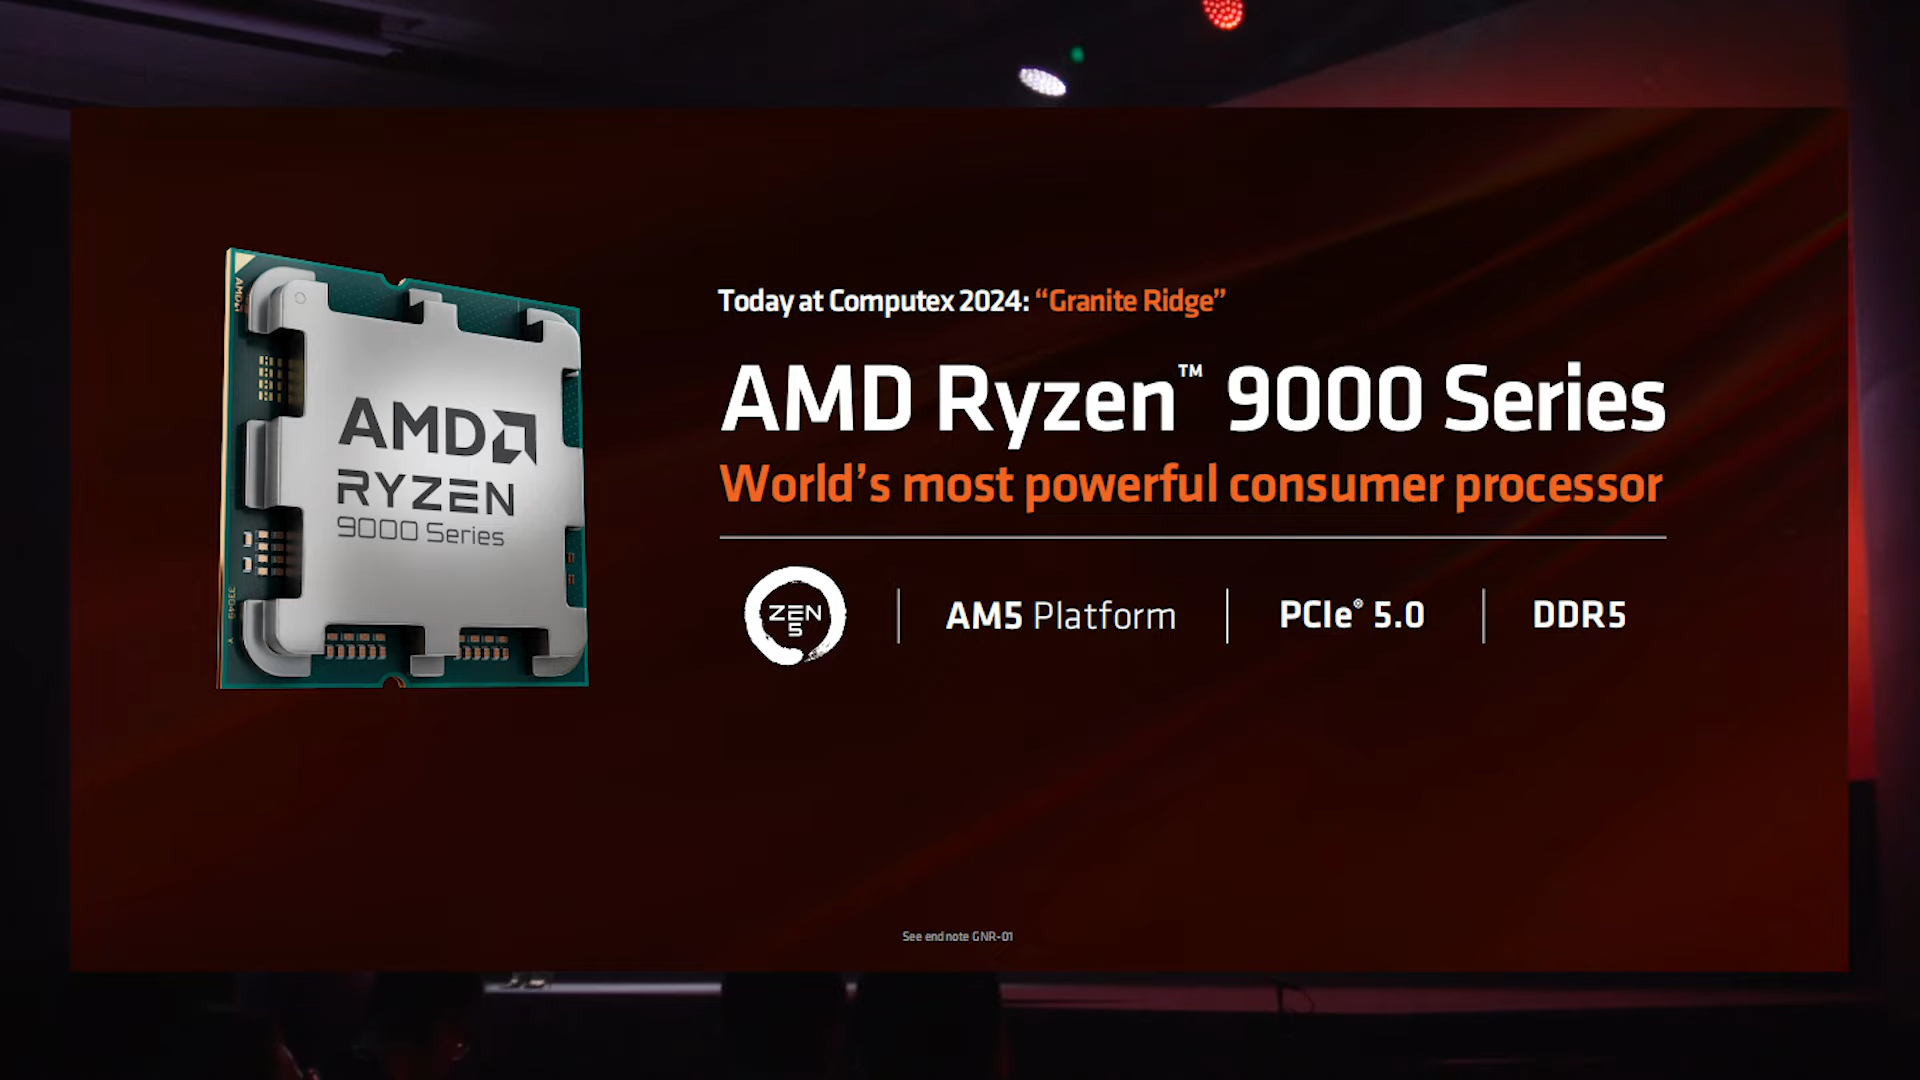 Today at Computex 2024: “Granite Ridge”
AMD Ryzen™ 9000 Series
World’s most powerful consumer processor
ZEN
5
AM5 Platform
PCIe® 5.0
DDR5
AMD
RYZEN
9000 Series
See endnote GNR-01